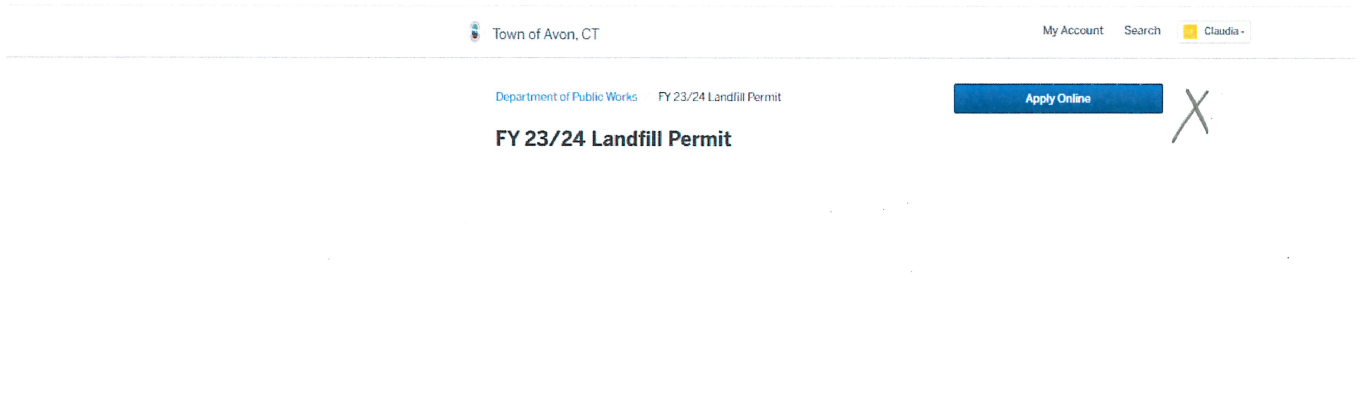 Town of Avon, CT
My Account Search Claudia
Department of Public Works FY 23/24 Landfill Permit
Apply Online X
FY 23/24 Landfill Permit